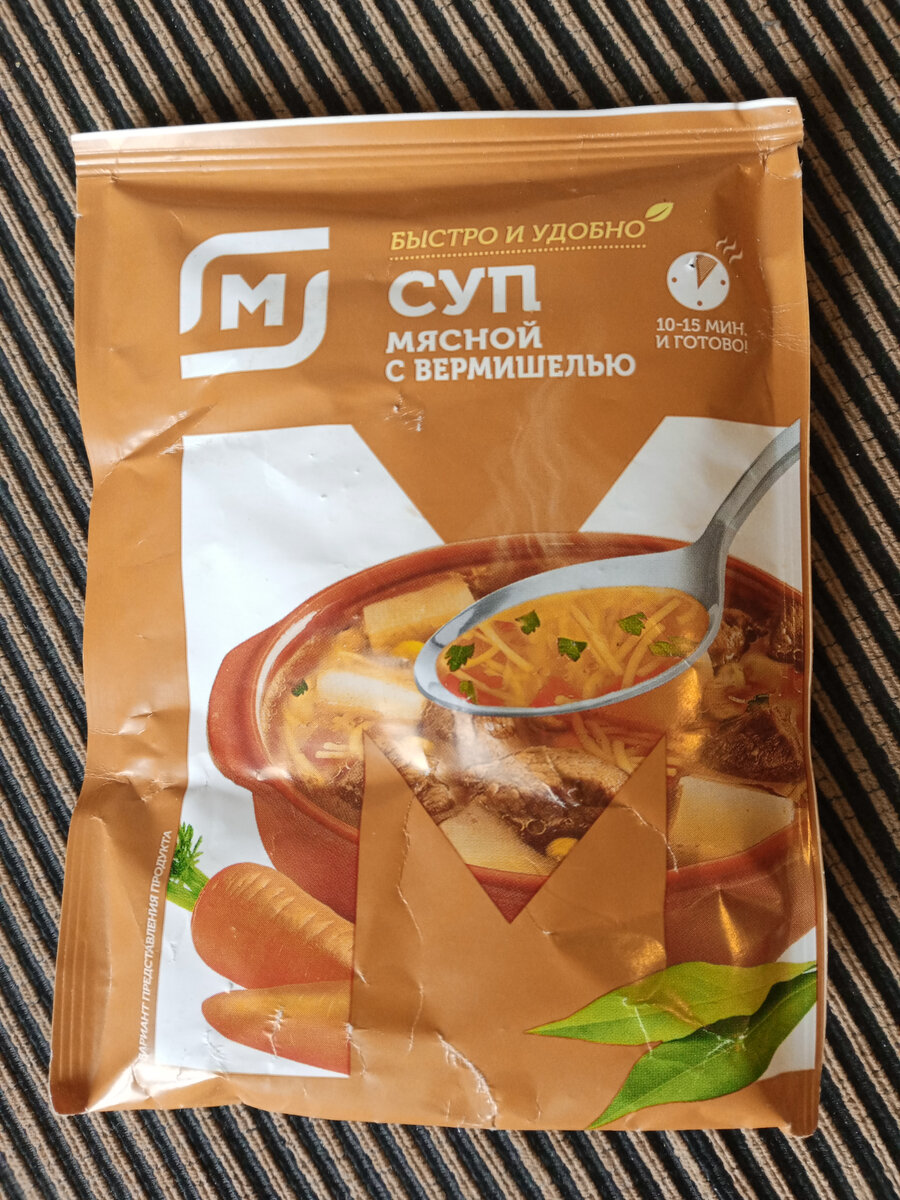 М
БЫСТРО И УДОБНО
СУП
МЯСНОЙ
С ВЕРМИШЕЛЬЮ
10-15 МИН.
И ГОТОВО!
ВАРИАНТ ПРЕДСТАВЛЕНИЯ ПРОДУКТА